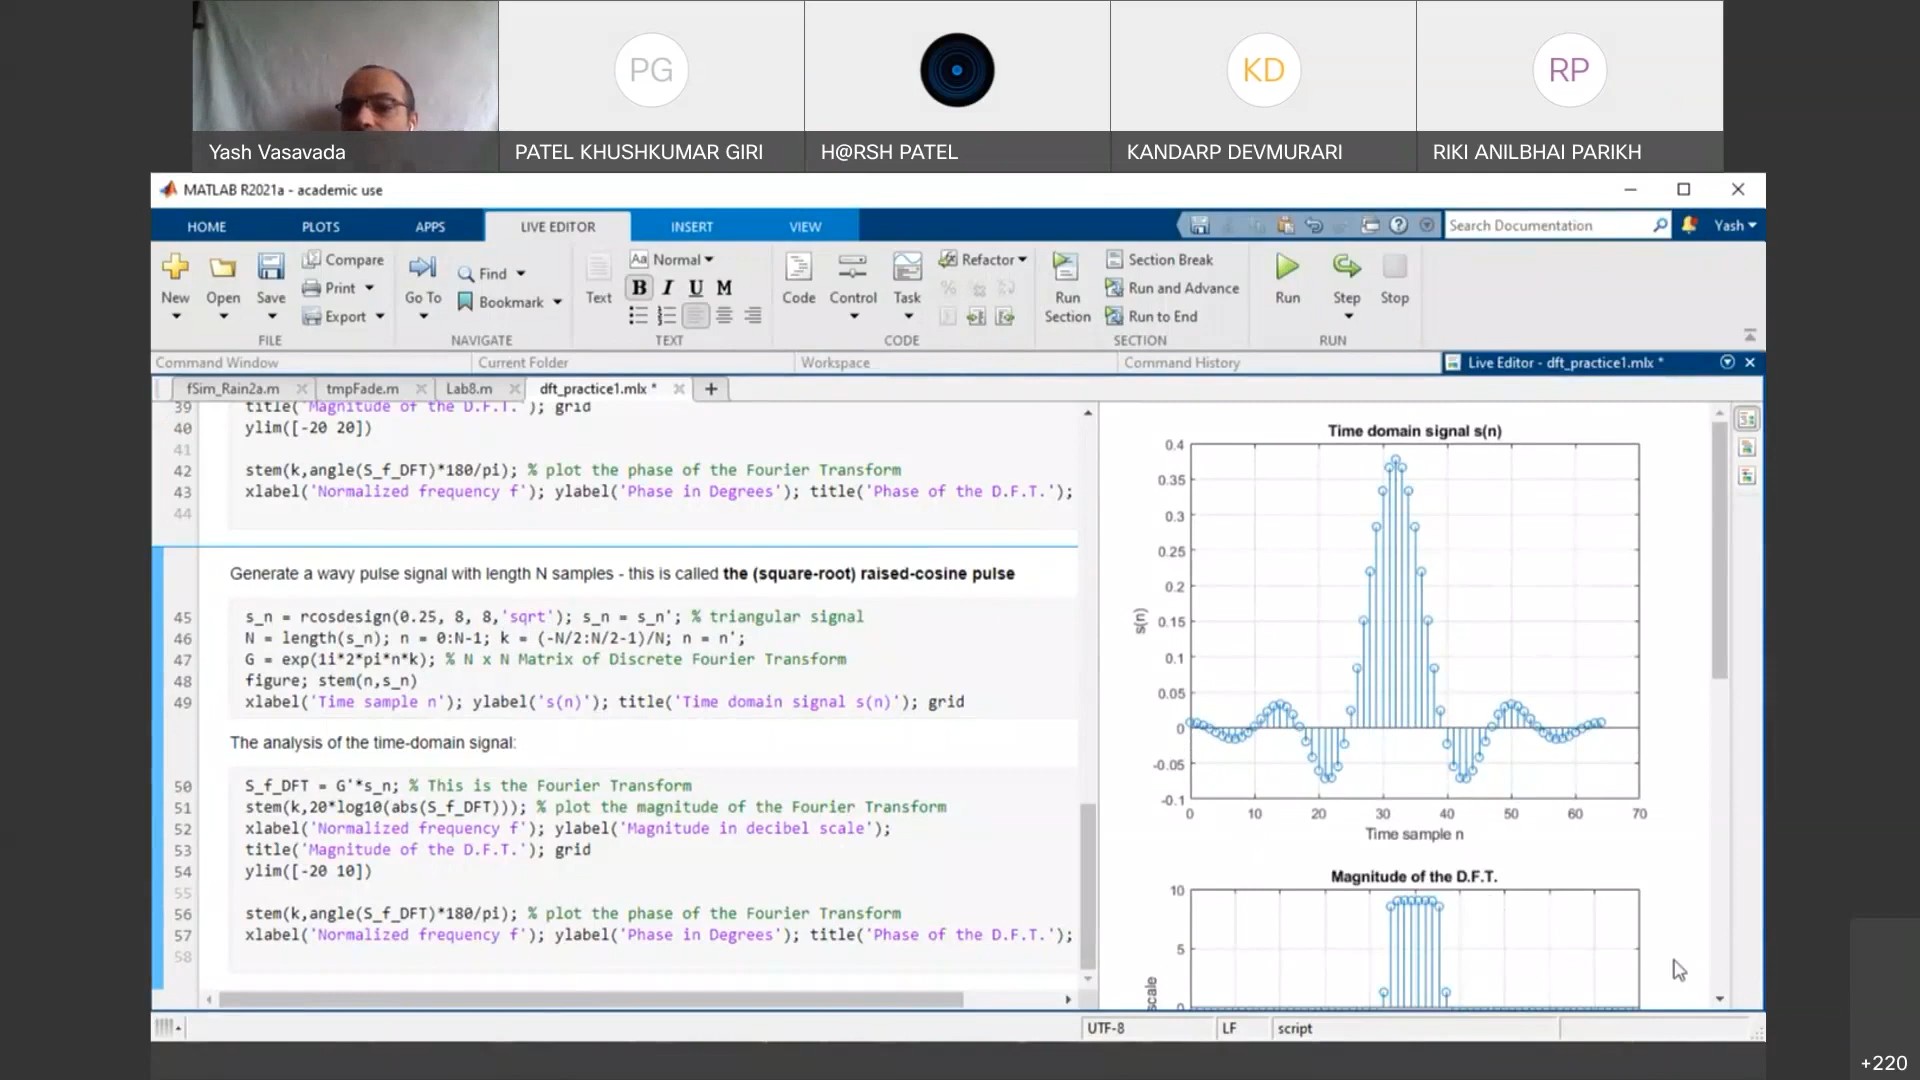 PG
KD
RP
Yash Vasavada
PATEL KHUSHKUMAR GIRI
H@RSH PATEL
KANDARP DEVMURARI
RIKI ANILBHAI PARIKH
MATLAB R2021a - academic use
HOME
PLOTS
APPS
LIVE EDITOR
INSERT
VIEW
Search Documentation
Yash
New
Open
Save
Compare
Print
Export
FILE
Go To
Find
Bookmark
NAVIGATE
Text
Aa Normal
B I U M
TEXT
Code
Control
Task
Refactor
CODE
Run Section
Section Break
Run and Advance
Run to End
SECTION
Run
Step
Stop
RUN
Command Window
Current Folder
Workspace
Command History
Live Editor - dft_practice1.mlx *
fSim_Rain2a.m
tmpFade.m
Lab8.m
dft_practice1.mlx *
39 title('Magnitude of the D.F.T.'); grid
40 ylim([-20 20])
41
42 stem(k,angle(S_f_DFT)*180/pi); % plot the phase of the Fourier Transform
43 xlabel('Normalized frequency f'); ylabel('Phase in Degrees'); title('Phase of the D.F.T.');
44
Generate a wavy pulse signal with length N samples - this is called the (square-root) raised-cosine pulse
45 s_n = rcosdesign(0.25, 8, 8,'sqrt'); s_n = s_n'; % triangular signal
46 N = length(s_n); n = 0:N-1; k = (-N/2:N/2-1)/N; n = n';
47 G = exp(1i*2*pi*n*k); % N x N Matrix of Discrete Fourier Transform
48 figure; stem(n,s_n)
49 xlabel('Time sample n'); ylabel('s(n)'); title('Time domain signal s(n)'); grid
The analysis of the time-domain signal:
50 S_f_DFT = G'*s_n; % This is the Fourier Transform
51 stem(k,20*log10(abs(S_f_DFT))); % plot the magnitude of the Fourier Transform
52 xlabel('Normalized frequency f'); ylabel('Magnitude in decibel scale');
53 title('Magnitude of the D.F.T.'); grid
54 ylim([-20 10])
55
56 stem(k,angle(S_f_DFT)*180/pi); % plot the phase of the Fourier Transform
57 xlabel('Normalized frequency f'); ylabel('Phase in Degrees'); title('Phase of the D.F.T.');
58
Time domain signal s(n)
0.4
0.35
0.3
0.25
0.2
0.15
0.1
0.05
0
-0.05
-0.1
s(n)
0 10 20 30 40 50 60 70
Time sample n
Magnitude of the D.F.T.
10
5
0
scale
UTF-8
LF
script
+220